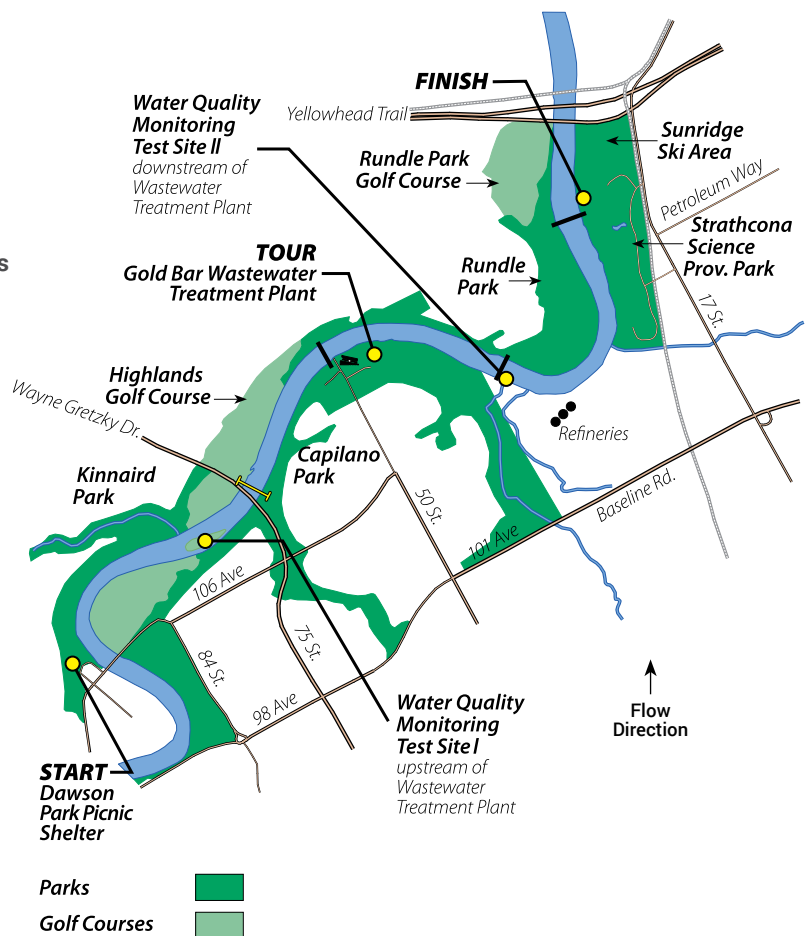 FINISH
Water Quality
Monitoring
Test Site II
downstream of
Wastewater
Treatment Plant
Yellowhead Trail
Sunridge
Ski Area
Rundle Park
Golf Course
Petroleum Way
Strathcona
Science
Prov. Park
s
TOUR
Gold Bar Wastewater
Treatment Plant
Rundle
Park
17 St.
Highlands
Golf Course
Wayne Gretzky Dr.
Refineries
Capilano
Park
Kinnaird
Park
50 St.
Baseline Rd.
101 Ave
106 Ave
75 St.
84 St.
98 Ave
Water Quality
Monitoring
Test Site I
upstream of
Wastewater
Treatment Plant
Flow
Direction
START
Dawson
Park Picnic
Shelter
Parks
Golf Courses